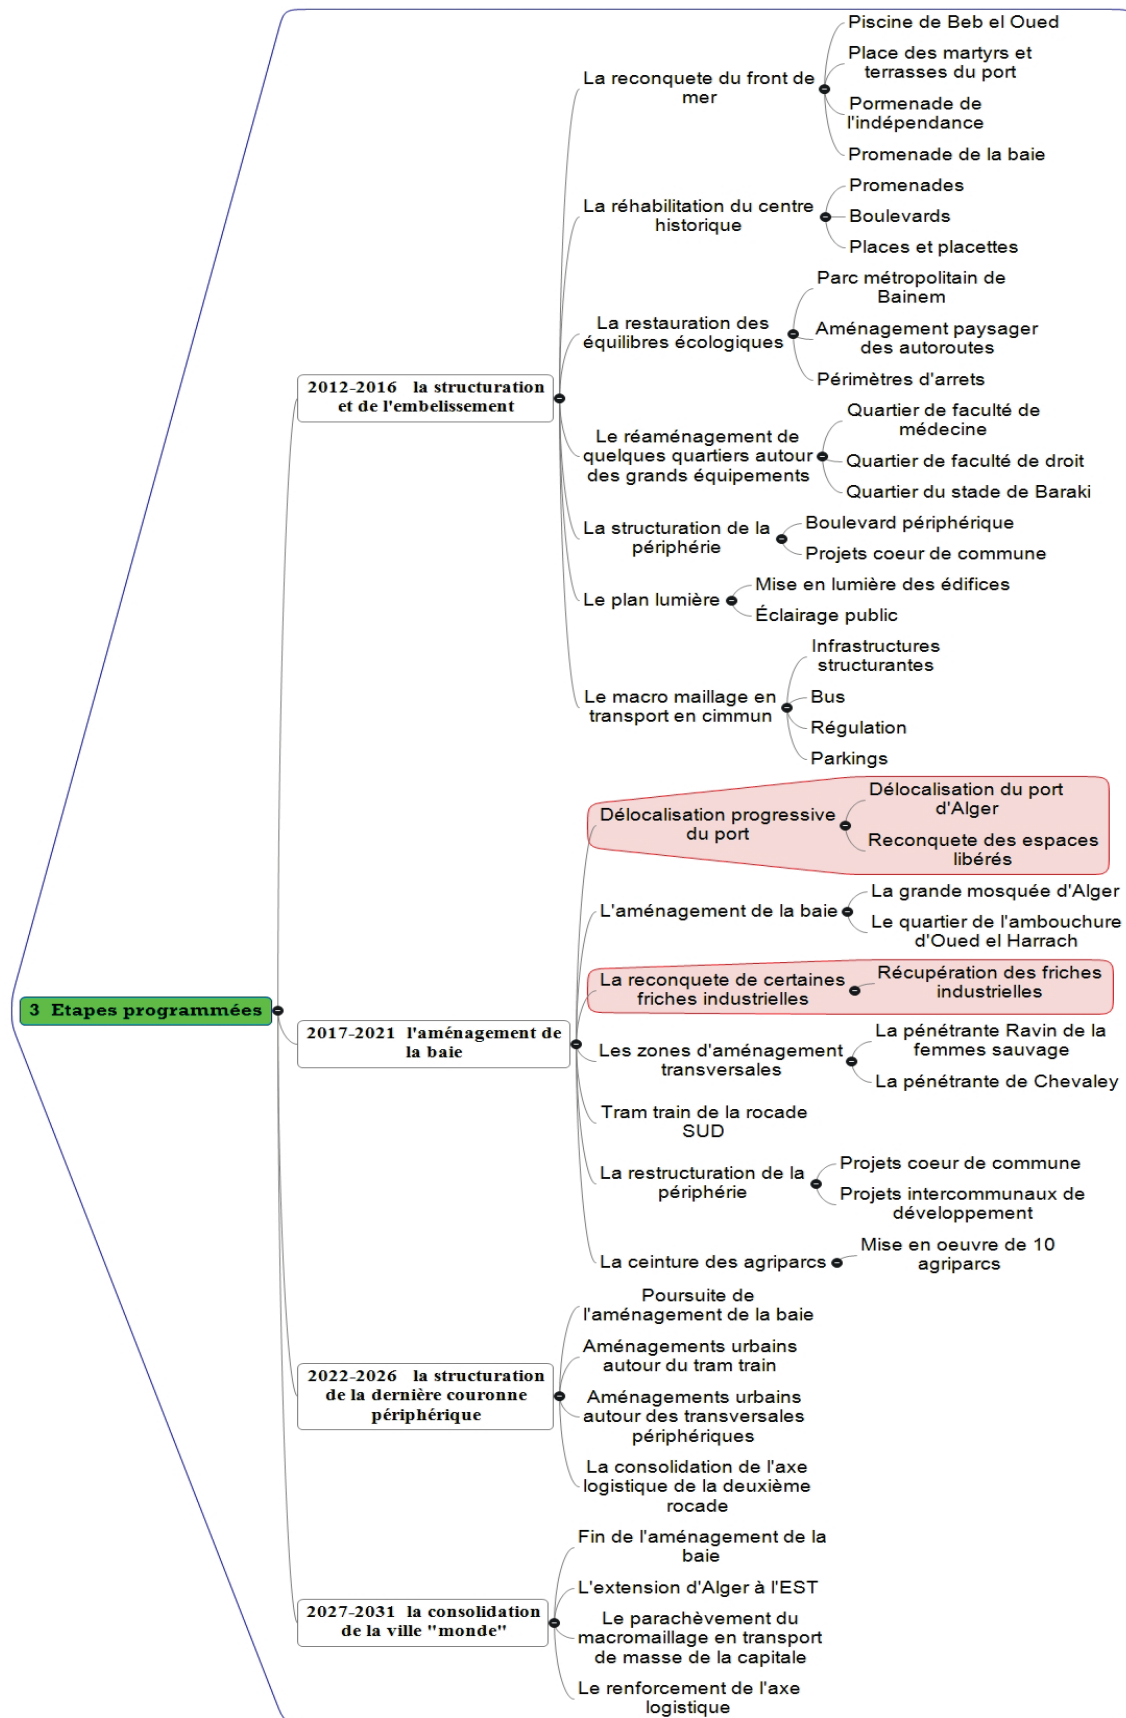 3 Etapes programmées
2012-2016 la structuration
et de l'embelissement
La reconquete du front de
mer
Piscine de Beb el Oued
Place des martyrs et
terrasses du port
Pormenade de
l'indépendance
Promenade de la baie
La réhabilitation du centre
historique
Promenades
Boulevards
Places et placettes
La restauration des
équilibres écologiques
Parc métropolitain de
Bainem
Aménagement paysager
des autoroutes
Périmètres d'arrets
Le réaménagement de
quelques quartiers autour
des grands équipements
Quartier de faculté de
médecine
Quartier de faculté de droit
Quartier du stade de Baraki
La structuration de la
périphérie
Boulevard périphérique
Projets coeur de commune
Le plan lumière
Mise en lumière des édifices
Éclairage public
Le macro maillage en
transport en cimmun
Infrastructures
structurantes
Bus
Régulation
Parkings
2017-2021 l'aménagement de
la baie
Délocalisation progressive
du port
Délocalisation du port
d'Alger
Reconquete des espaces
libérés
L'aménagement de la baie
La grande mosquée d'Alger
Le quartier de l'ambouchure
d'Oued el Harrach
La reconquete de certaines
friches industrielles
Récupération des friches
industrielles
Les zones d'aménagement
transversales
La pénétrante Ravin de la
femmes sauvage
La pénétrante de Chevaley
Tram train de la rocade
SUD
La restructuration de la
périphérie
Projets coeur de commune
Projets intercommunaux de
développement
La ceinture des agriparcs
Mise en oeuvre de 10
agriparcs
2022-2026 la structuration
de la dernière couronne
périphérique
Poursuite de
l'aménagement de la baie
Aménagements urbains
autour du tram train
Aménagements urbains
autour des transversales
périphériques
La consolidation de l'axe
logistique de la deuxième
rocade
2027-2031 la consolidation
de la ville "monde"
Fin de l'aménagement de la
baie
L'extension d'Alger à l'EST
Le parachèvement du
macromaillage en transport
de masse de la capitale
Le renforcement de l'axe
logistique